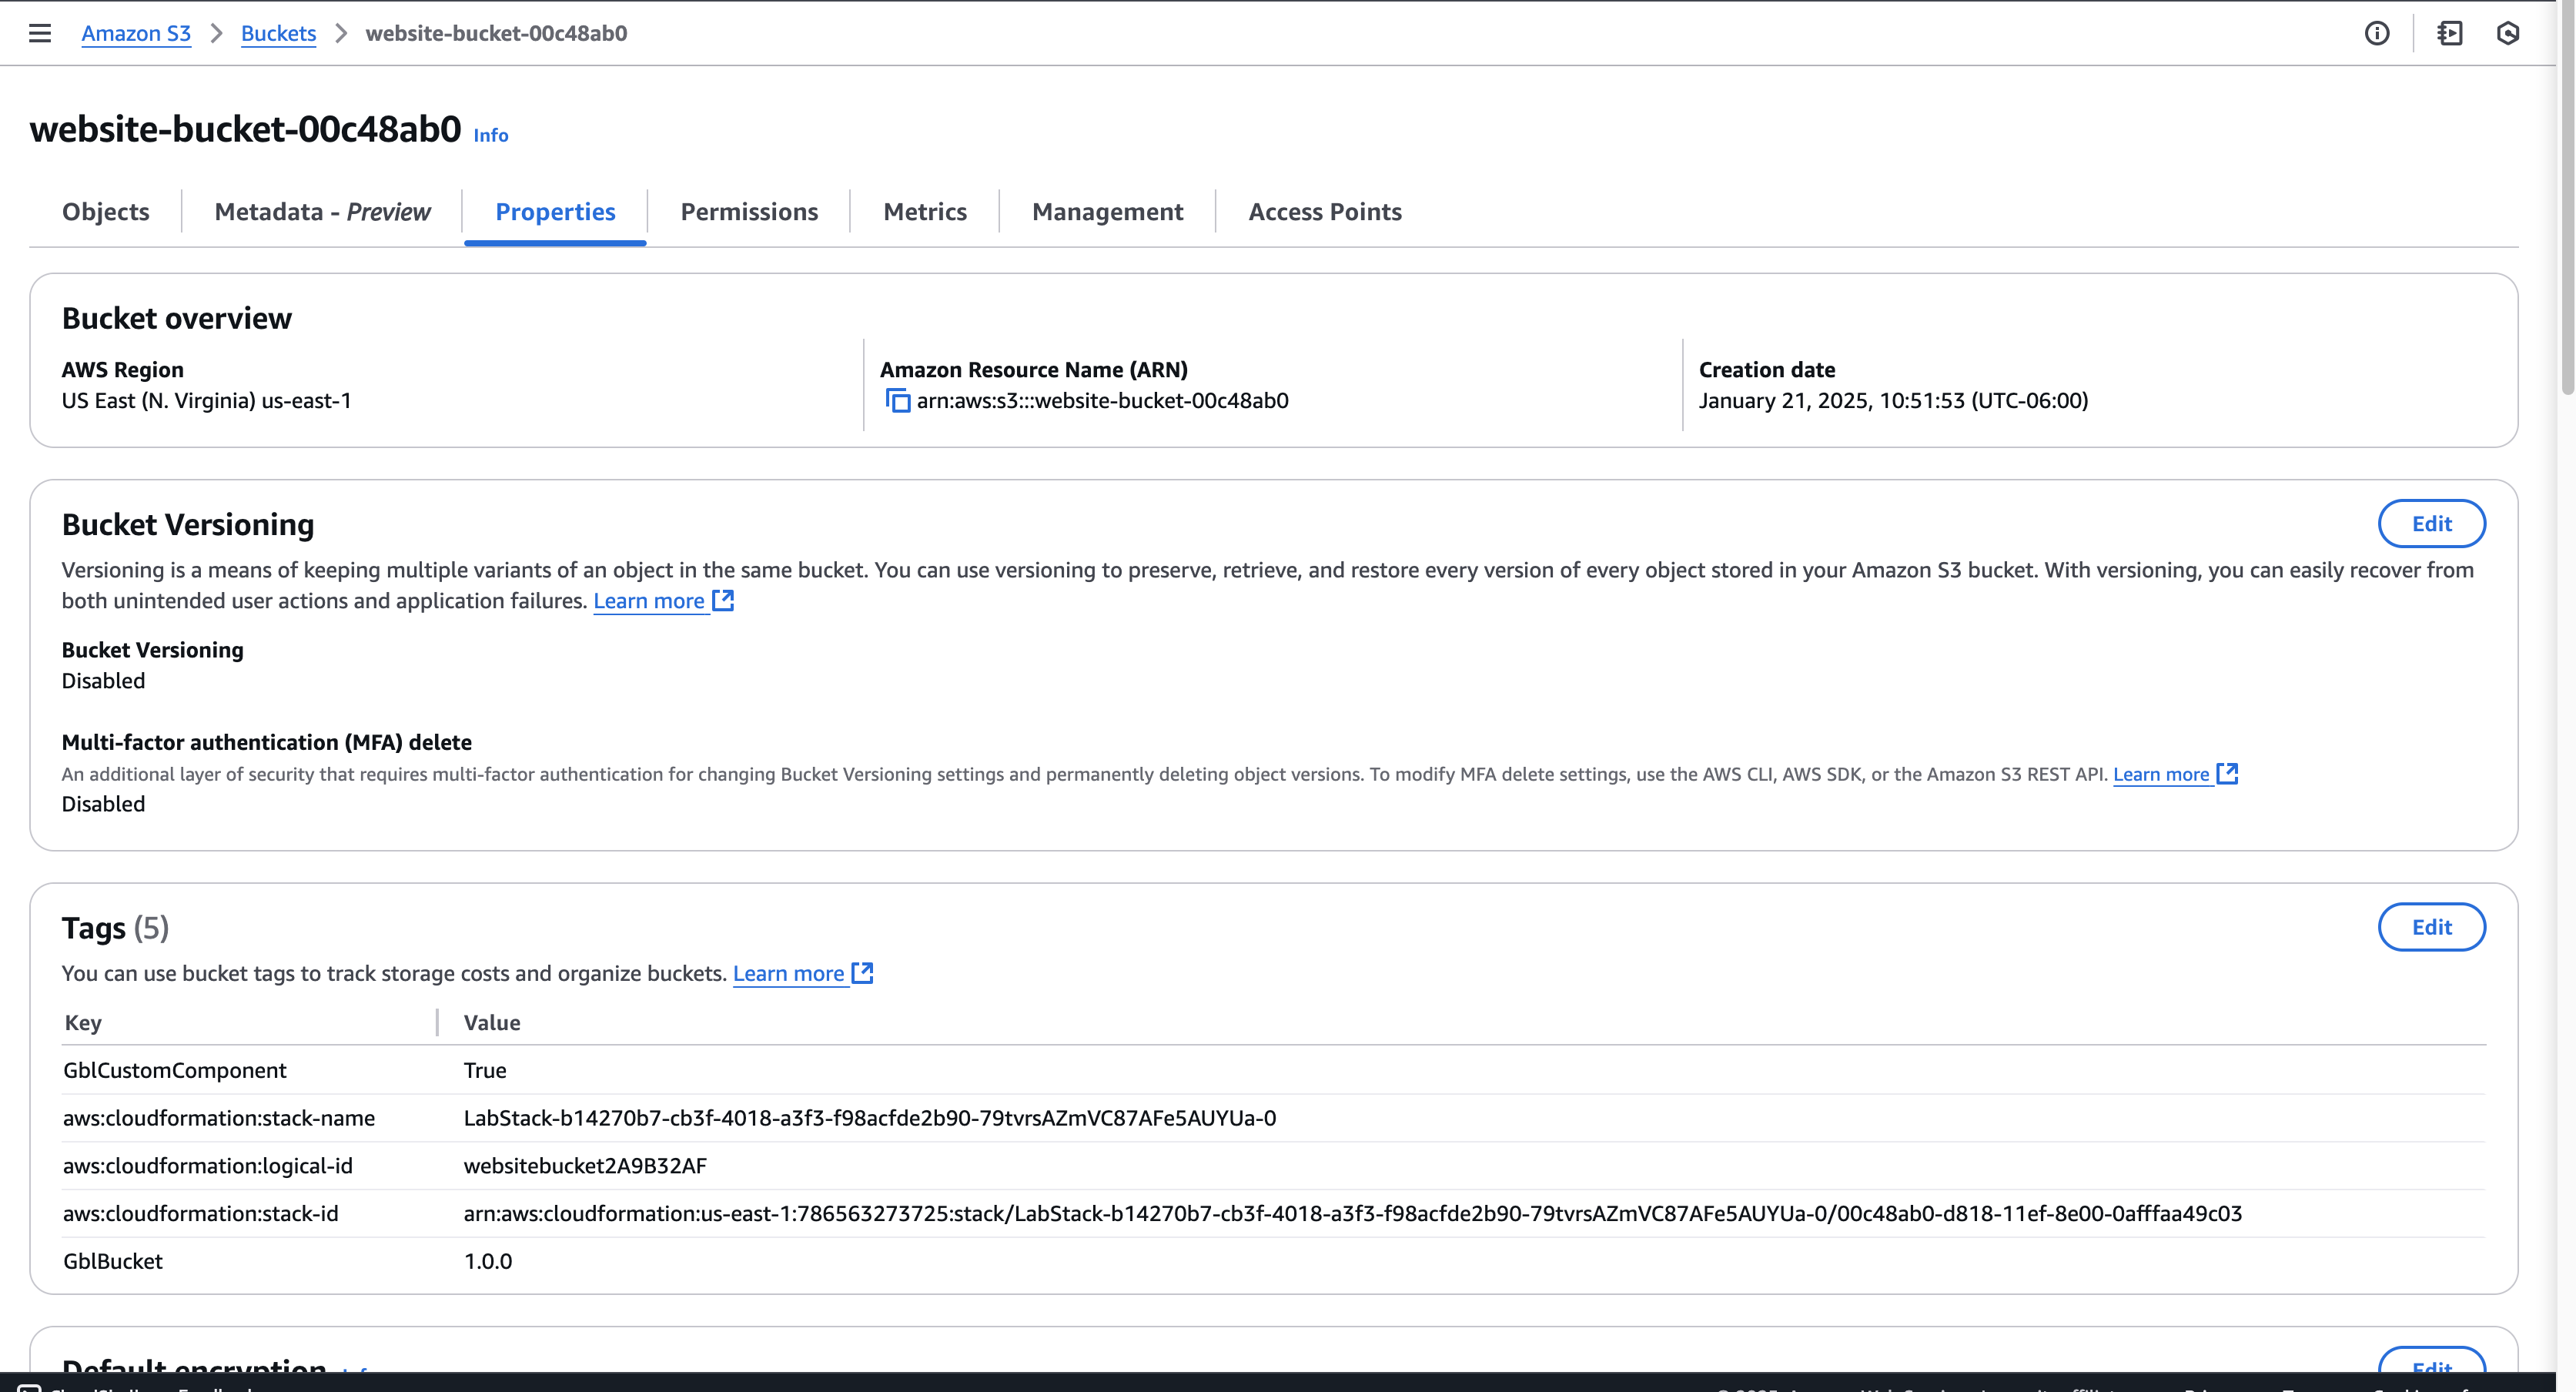 Amazon S3 > Buckets > website-bucket-00c48ab0
website-bucket-00c48ab0 Info
Objects Metadata - Preview Properties Permissions Metrics Management Access Points
Bucket overview
AWS Region
US East (N. Virginia) us-east-1
Amazon Resource Name (ARN)
arn:aws:s3:::website-bucket-00c48ab0
Creation date
January 21, 2025, 10:51:53 (UTC-06:00)
Bucket Versioning
Edit
Versioning is a means of keeping multiple variants of an object in the same bucket. You can use versioning to preserve, retrieve, and restore every version of every object stored in your Amazon S3 bucket. With versioning, you can easily recover from
both unintended user actions and application failures. Learn more
Bucket Versioning
Disabled
Multi-factor authentication (MFA) delete
An additional layer of security that requires multi-factor authentication for changing Bucket Versioning settings and permanently deleting object versions. To modify MFA delete settings, use the AWS CLI, AWS SDK, or the Amazon S3 REST API. Learn more
Disabled
Tags (5)
Edit
You can use bucket tags to track storage costs and organize buckets. Learn more
Key Value
GblCustomComponent True
aws:cloudformation:stack-name LabStack-b14270b7-cb3f-4018-a3f3-f98acfde2b90-79tvrsAZmVC87AFe5AUYUa-0
aws:cloudformation:logical-id websitebucket2A9B32AF
aws:cloudformation:stack-id arn:aws:cloudformation:us-east-1:786563273725:stack/LabStack-b14270b7-cb3f-4018-a3f3-f98acfde2b90-79tvrsAZmVC87AFe5AUYUa-0/00c48ab0-d818-11ef-8e00-0afffaa49c03
GblBucket 1.0.0
Default encryption Info
Edit